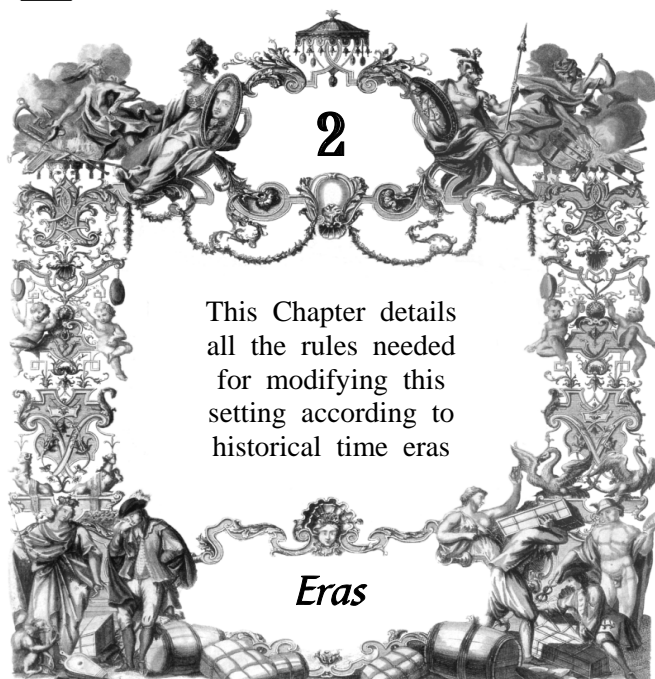 2
This Chapter details
all the rules needed
for modifying this
setting according to
historical time eras
Eras